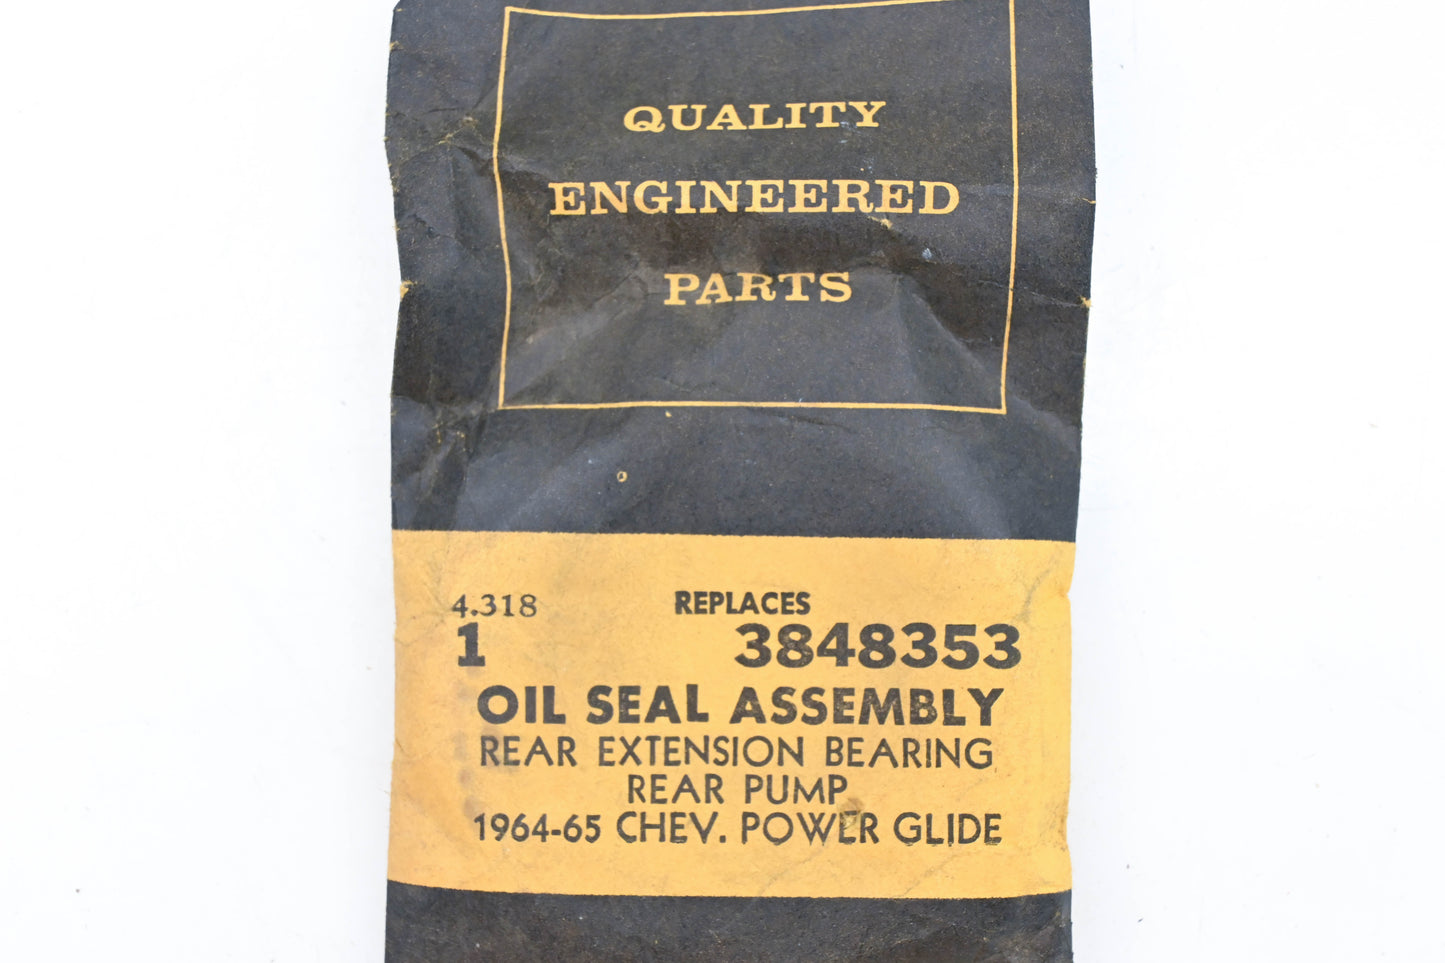 QUALITY
ENGINEERED
PARTS
4.318 REPLACES
1 3848353
OIL SEAL ASSEMBLY
REAR EXTENSION BEARING
REAR PUMP
1964-65 CHEV. POWER GLIDE